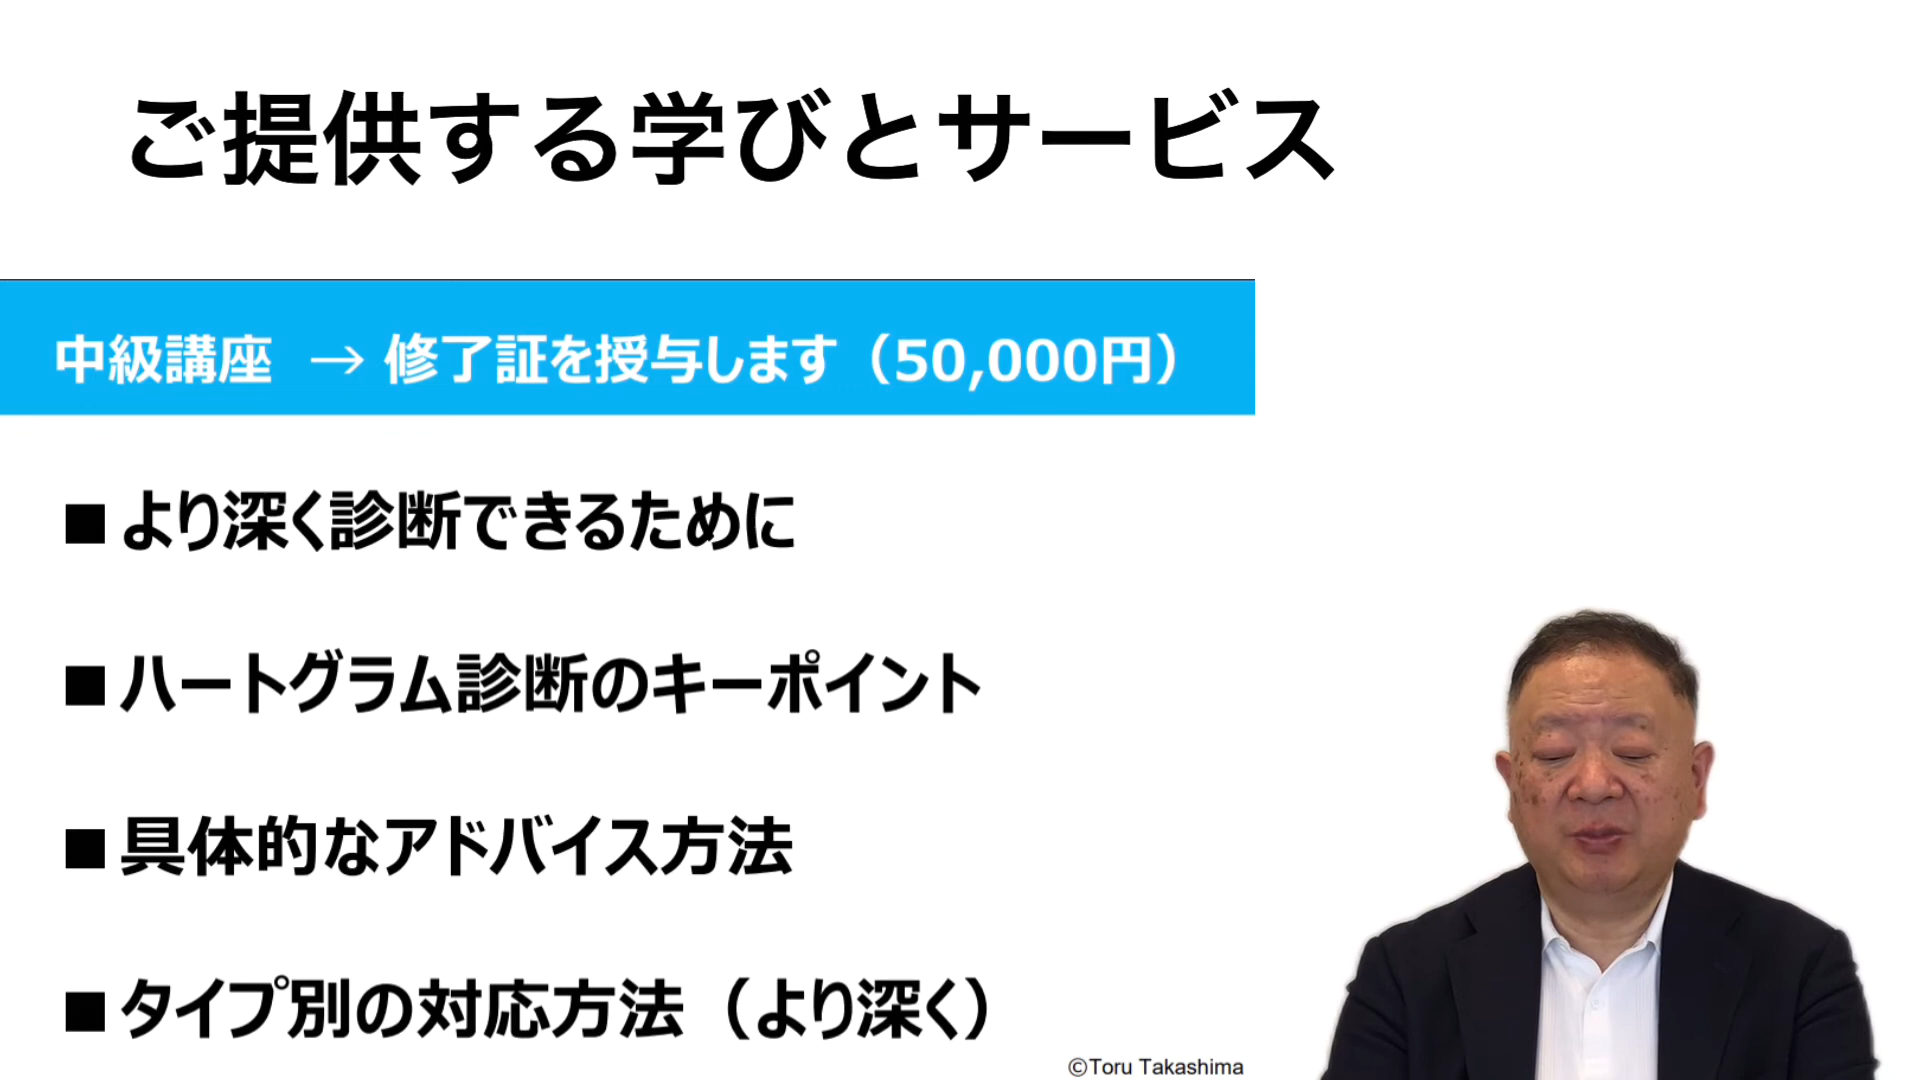 ご提供する学びとサービス
中級講座 → 修了証を授与します（50,000円）
■ より深く診断できるために
■ ハートグラム診断のキーポイント
■ 具体的なアドバイス方法
■ タイプ別の対応方法（より深く）
©Toru Takashima